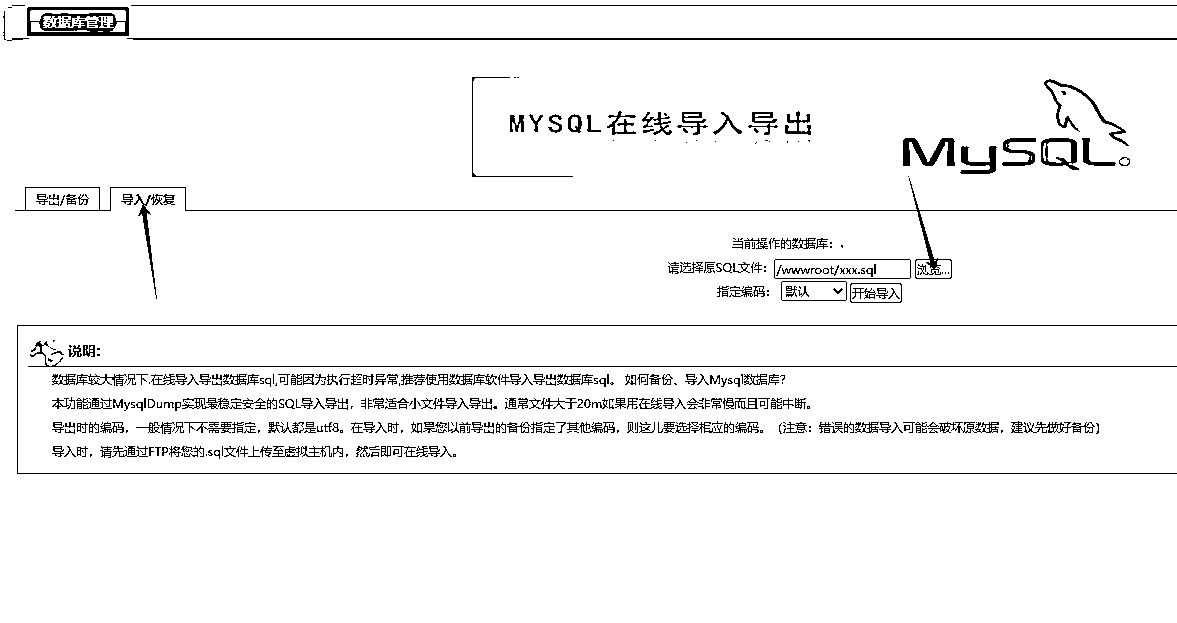 数据库管理
MYSQL在线导入导出
MySQL
导出/备份 导入/恢复
当前操作的数据库：.
请选择原SQL文件： /wwwroot/xxx.sql 浏览...
指定编码： 默认 开始导入
说明:
数据库较大情况下.在线导入导出数据库sql,可能因为执行超时异常,推荐使用数据库软件导入导出数据库sql。 如何备份、导入Mysql数据库?
本功能通过MysqlDump实现最稳定安全的SQL导入导出，非常适合小文件导入导出。通常文件大于20m如果用在线导入会非常慢而且可能中断。
导出时的编码，一般情况下不需要指定，默认都是utf8。在导入时，如果您以前导出的备份指定了其他编码，则这儿要选择相应的编码。（注意：错误的数据导入可能会破坏原数据，建议先做好备份）
导入时，请先通过FTP将您的.sql文件上传至虚拟主机内，然后即可在线导入。